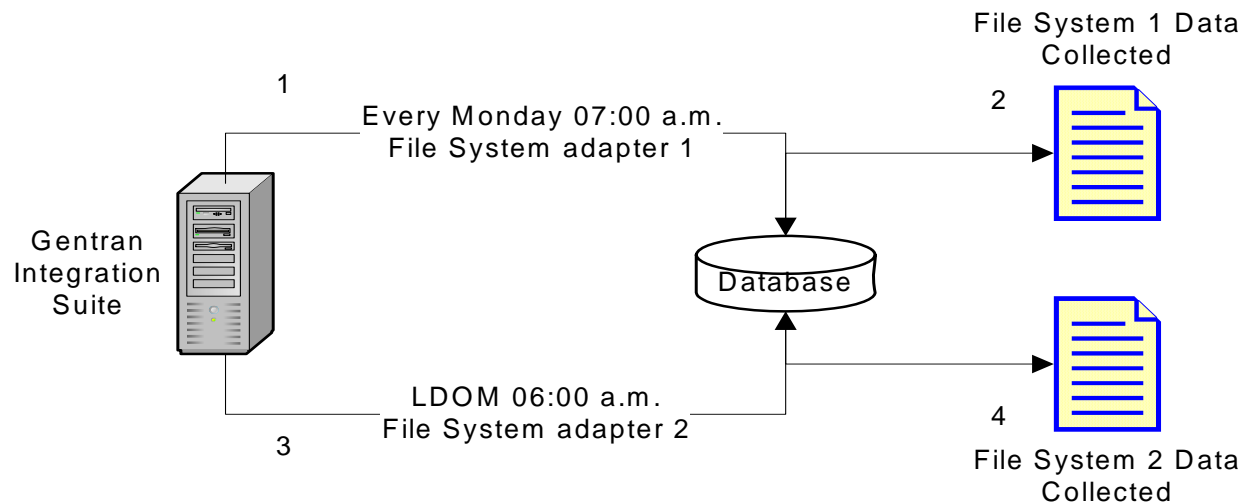 File System 1 Data
Collected
1
2
Every Monday 07:00 a.m.
File System adapter 1
Gentran
Integration
Suite
Database
LDOM 06:00 a.m.
File System adapter 2
3
4
File System 2 Data
Collected